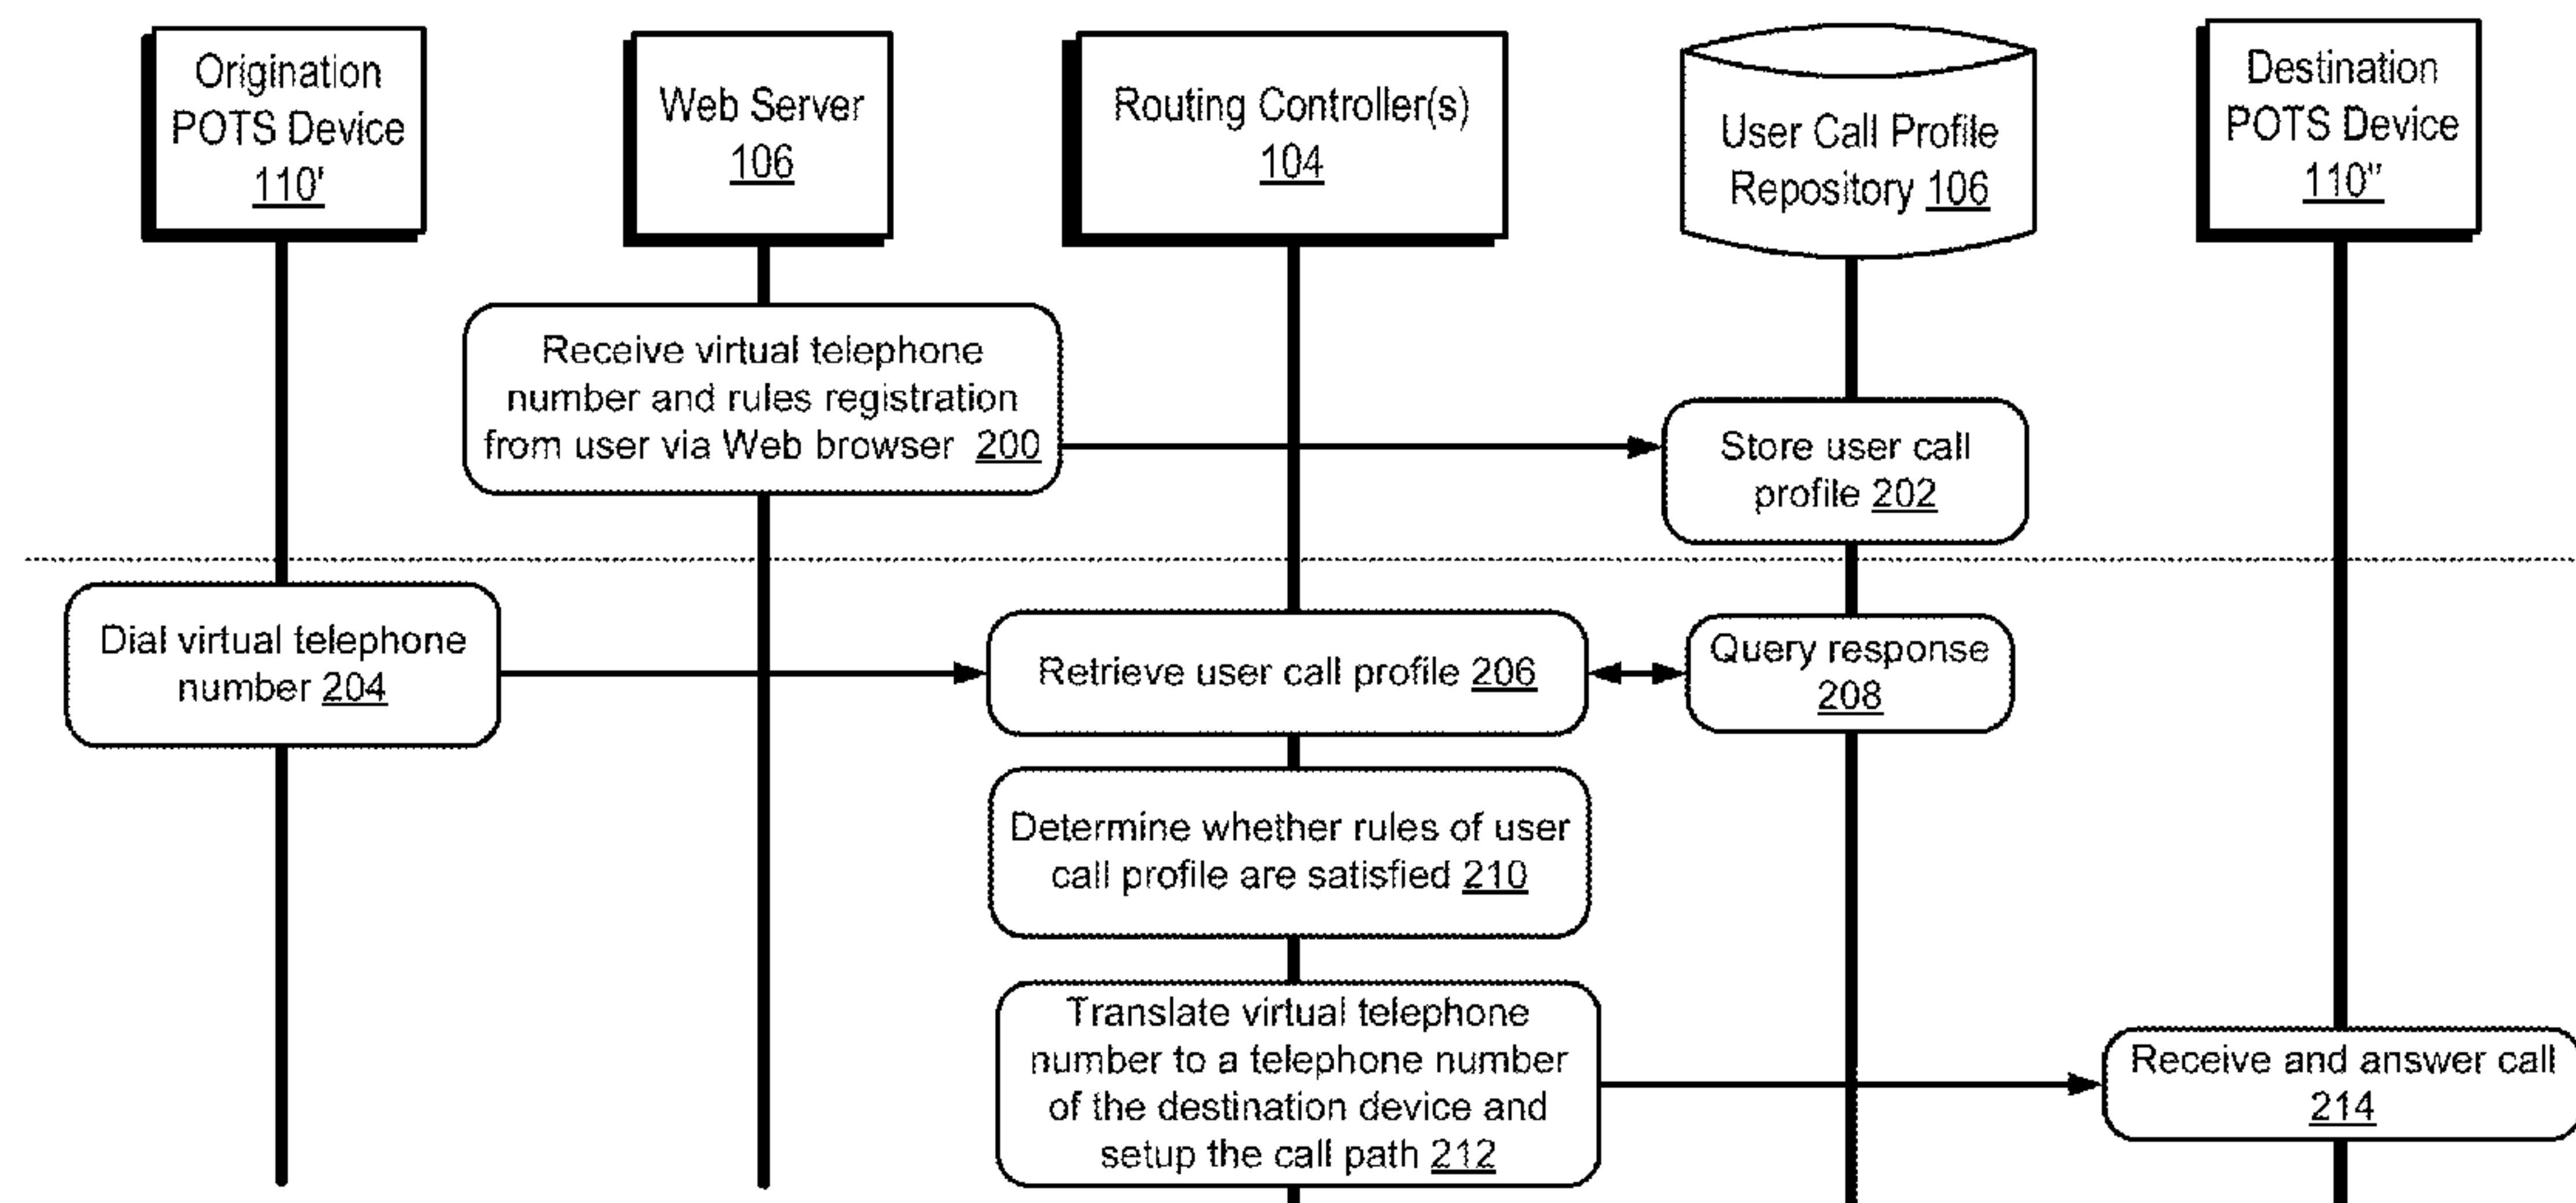 Origination
POTS Device
110'
Web Server
106
Routing Controller(s)
104
User Call Profile
Repository 106
Destination
POTS Device
110"
Receive virtual telephone
number and rules registration
from user via Web browser 200
Store user call
profile 202
Dial virtual telephone
number 204
Retrieve user call profile 206
Query response
208
Determine whether rules of user
call profile are satisfied 210
Translate virtual telephone
number to a telephone number
of the destination device and
setup the call path 212
Receive and answer call
214